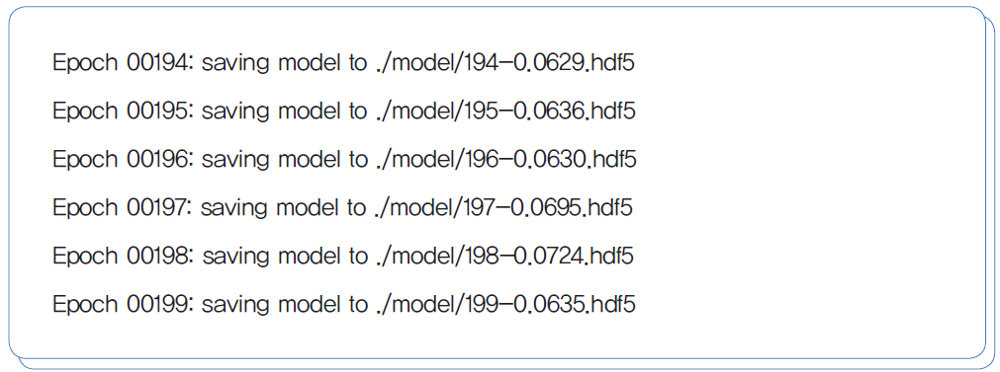 Epoch 00194: saving model to ./model/194-0.0629.hdf5
Epoch 00195: saving model to ./model/195-0.0636.hdf5
Epoch 00196: saving model to ./model/196-0.0630.hdf5
Epoch 00197: saving model to ./model/197-0.0695.hdf5
Epoch 00198: saving model to ./model/198-0.0724.hdf5
Epoch 00199: saving model to ./model/199-0.0635.hdf5